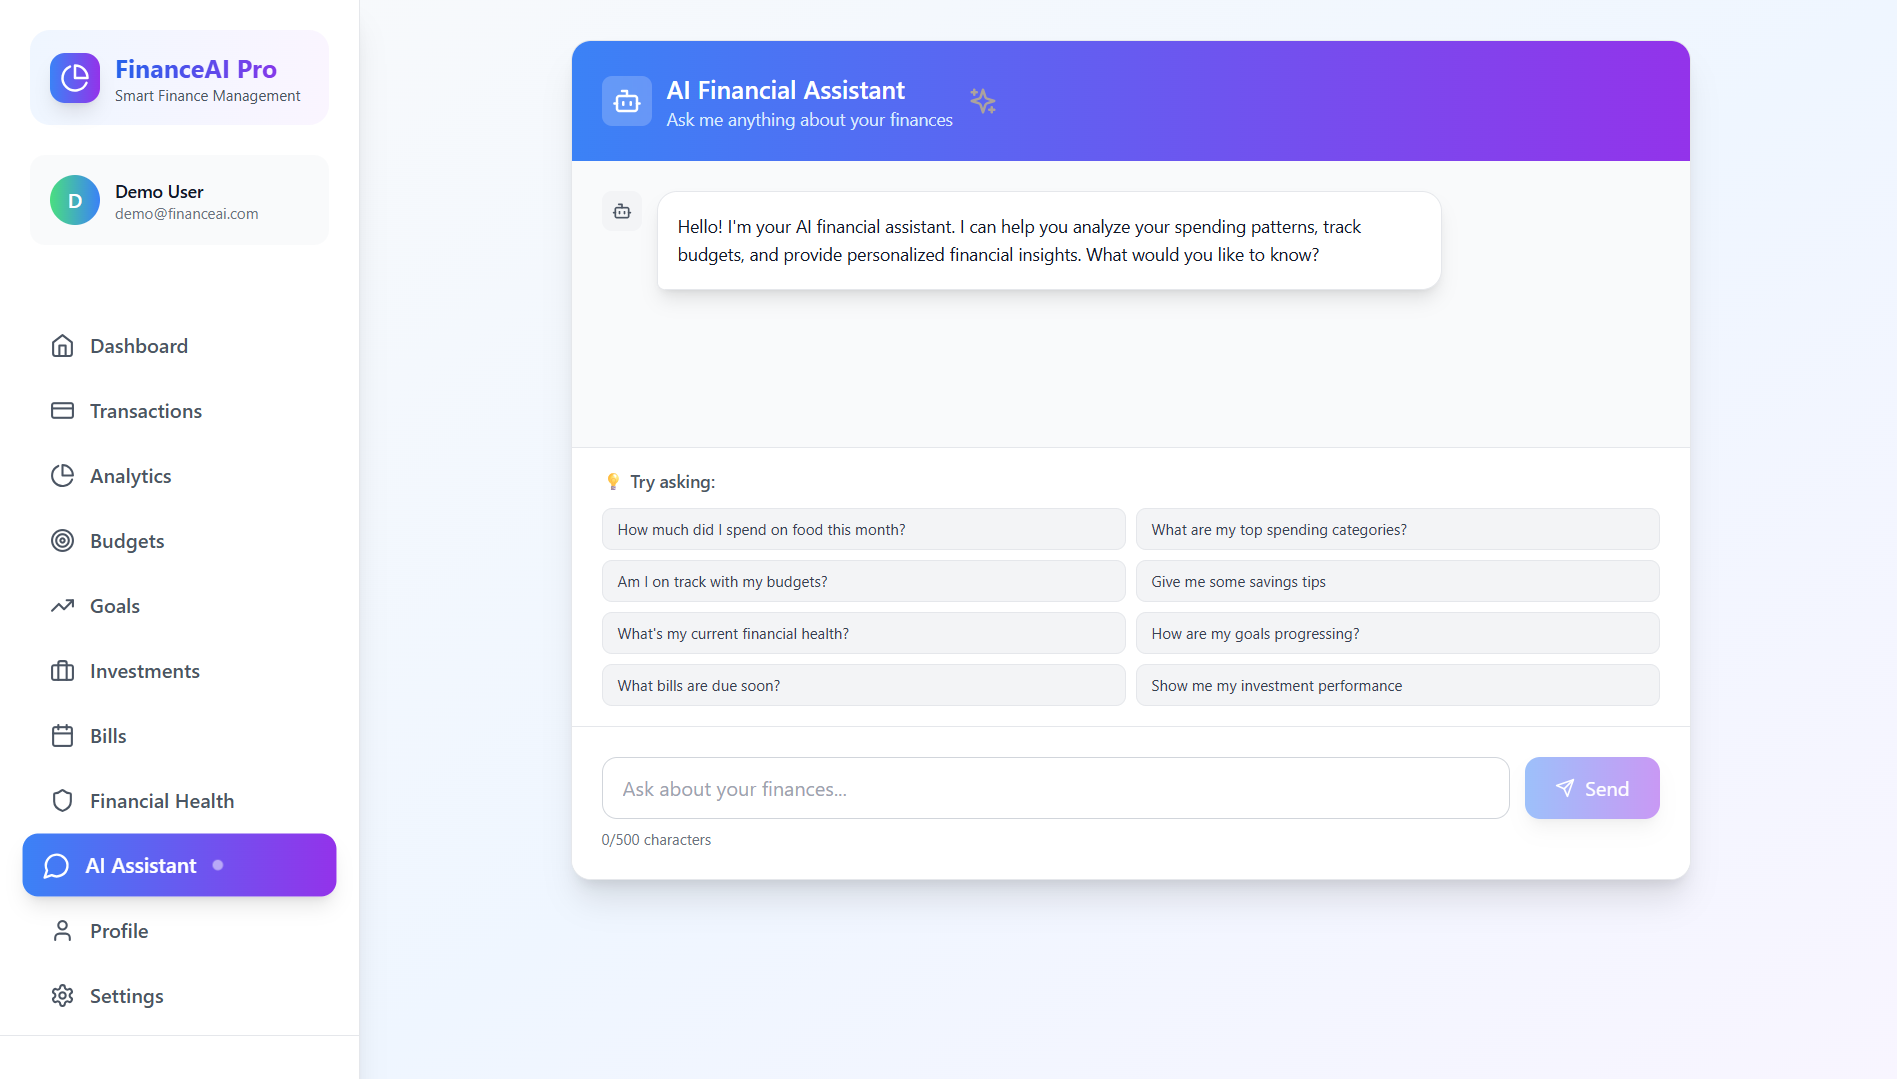 FinanceAI Pro
Smart Finance Management
D
Demo User
demo@financeai.com
Dashboard
Transactions
Analytics
Budgets
Goals
Investments
Bills
Financial Health
AI Assistant
Profile
Settings
AI Financial Assistant
Ask me anything about your finances
Hello! I'm your AI financial assistant. I can help you analyze your spending patterns, track
budgets, and provide personalized financial insights. What would you like to know?
Try asking:
How much did I spend on food this month?
What are my top spending categories?
Am I on track with my budgets?
Give me some savings tips
What's my current financial health?
How are my goals progressing?
What bills are due soon?
Show me my investment performance
Ask about your finances...
Send
0/500 characters